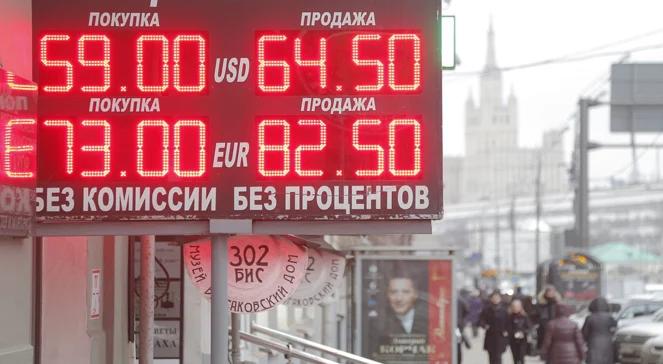 ПОКУПКА
ПРОДАЖА
59.00 USD 64.50
ПОКУПКА
ПРОДАЖА
73.00 EUR 82.50
БЕЗ КОМИССИИ БЕЗ ПРОЦЕНТОВ
302
БИС
МУЗЕЙ
ДОМ